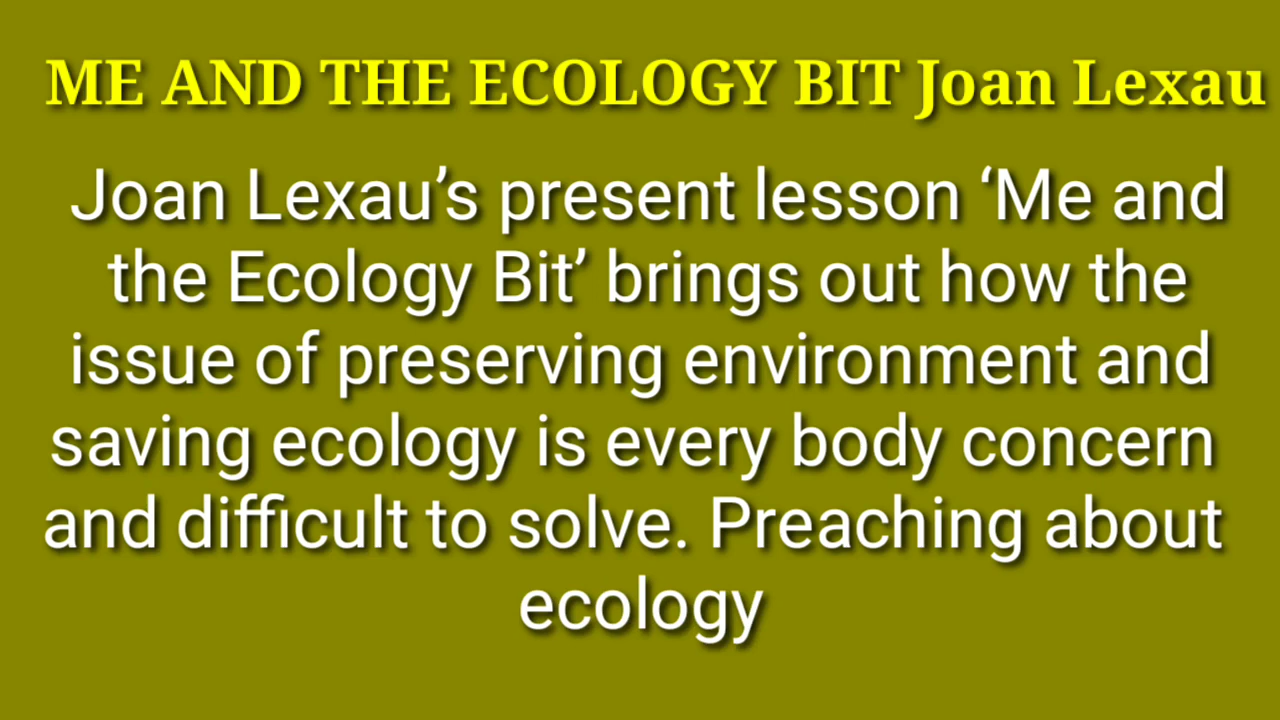 ME AND THE ECOLOGY BIT Joan Lexau
Joan Lexau’s present lesson ‘Me and
the Ecology Bit’ brings out how the
issue of preserving environment and
saving ecology is every body concern
and difficult to solve. Preaching about
ecology